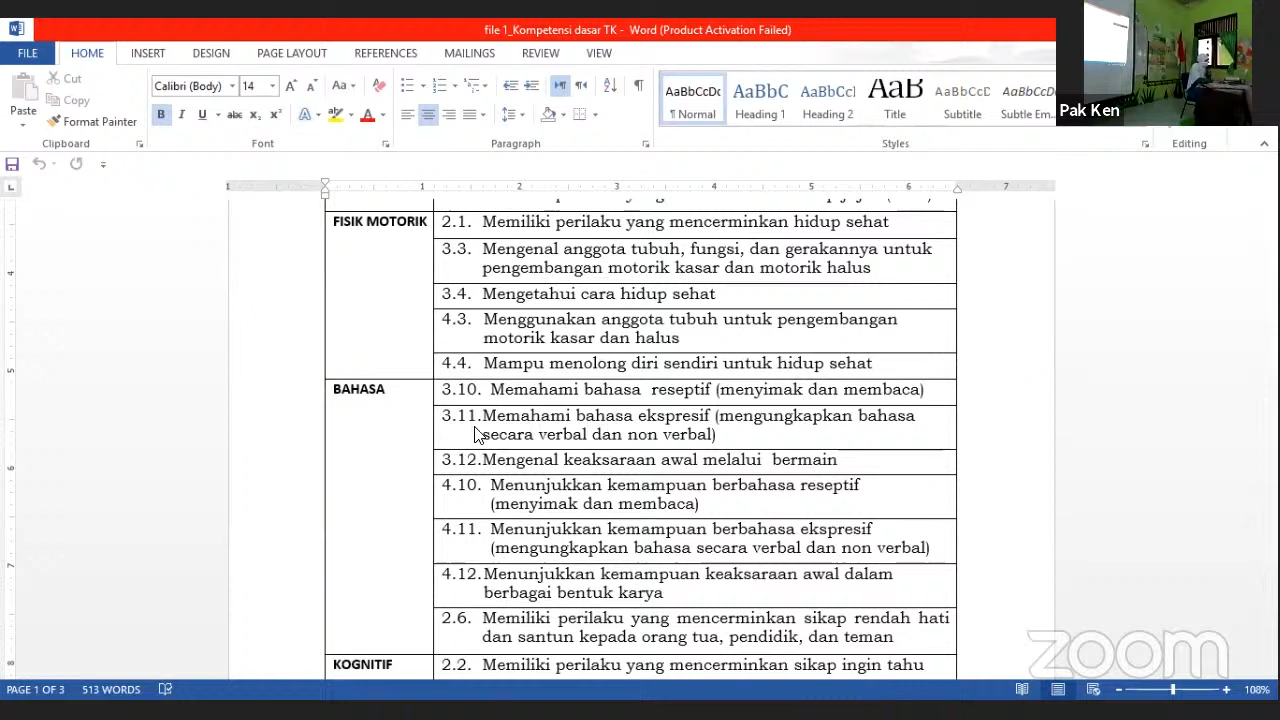 file 1_Kompetensi dasar TK - Word (Product Activation Failed)
FILE HOME INSERT DESIGN PAGE LAYOUT REFERENCES MAILINGS REVIEW VIEW
Pak Ken
Cut
Copy
Format Painter
Paste
Calibri (Body) 14
AaBbCcDc AaBbC AaBbCcI AaB AaBbCcD AaBbCcDc
¶ Normal Heading 1 Heading 2 Title Subtitle Subtle Em...
Clipboard Font Paragraph Styles Editing
1 1 2 3 4 5 6 7
FISIK MOTORIK
2.1. Memiliki perilaku yang mencerminkan hidup sehat
3.3. Mengenal anggota tubuh, fungsi, dan gerakannya untuk
pengembangan motorik kasar dan motorik halus
3.4. Mengetahui cara hidup sehat
4.3. Menggunakan anggota tubuh untuk pengembangan
motorik kasar dan halus
4.4. Mampu menolong diri sendiri untuk hidup sehat
BAHASA
3.10. Memahami bahasa reseptif (menyimak dan membaca)
3.11.Memahami bahasa ekspresif (mengungkapkan bahasa
secara verbal dan non verbal)
3.12.Mengenal keaksaraan awal melalui bermain
4.10. Menunjukkan kemampuan berbahasa reseptif
(menyimak dan membaca)
4.11. Menunjukkan kemampuan berbahasa ekspresif
(mengungkapkan bahasa secara verbal dan non verbal)
4.12.Menunjukkan kemampuan keaksaraan awal dalam
berbagai bentuk karya
2.6. Memiliki perilaku yang mencerminkan sikap rendah hati
dan santun kepada orang tua, pendidik, dan teman
KOGNITIF
2.2. Memiliki perilaku yang mencerminkan sikap ingin tahu
zoom
PAGE 1 OF 3 513 WORDS
108%